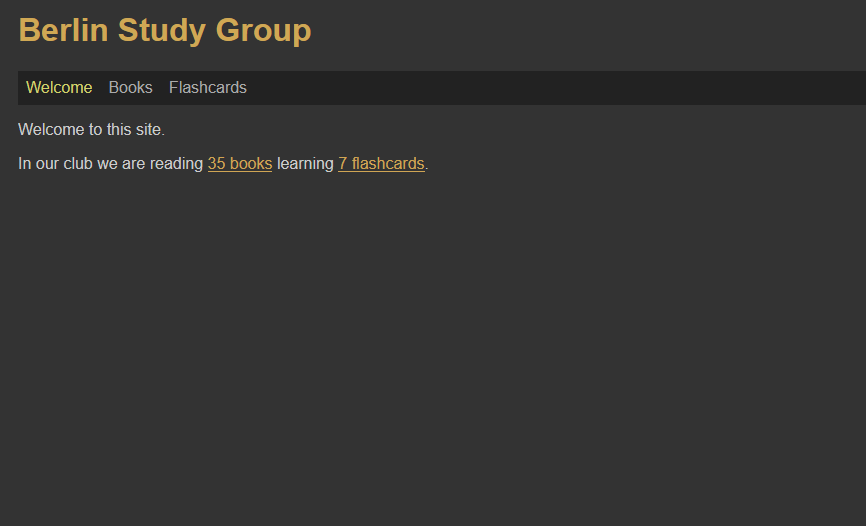 Berlin Study Group
Welcome Books Flashcards
Welcome to this site.
In our club we are reading 35 books learning 7 flashcards.